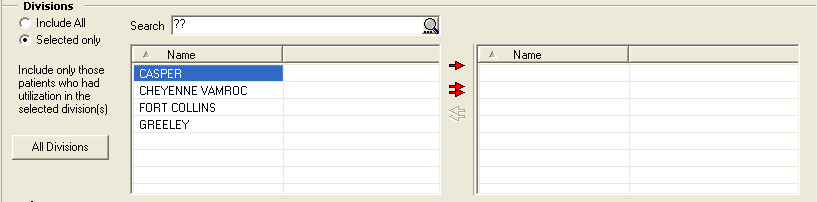 Divisions
Include All
Selected only
Search ??
Include only those
patients who had
utilization in the
selected division(s)
All Divisions
Name
CASPER
CHEYENNE VAMROC
FORT COLLINS
GREELEY
Name